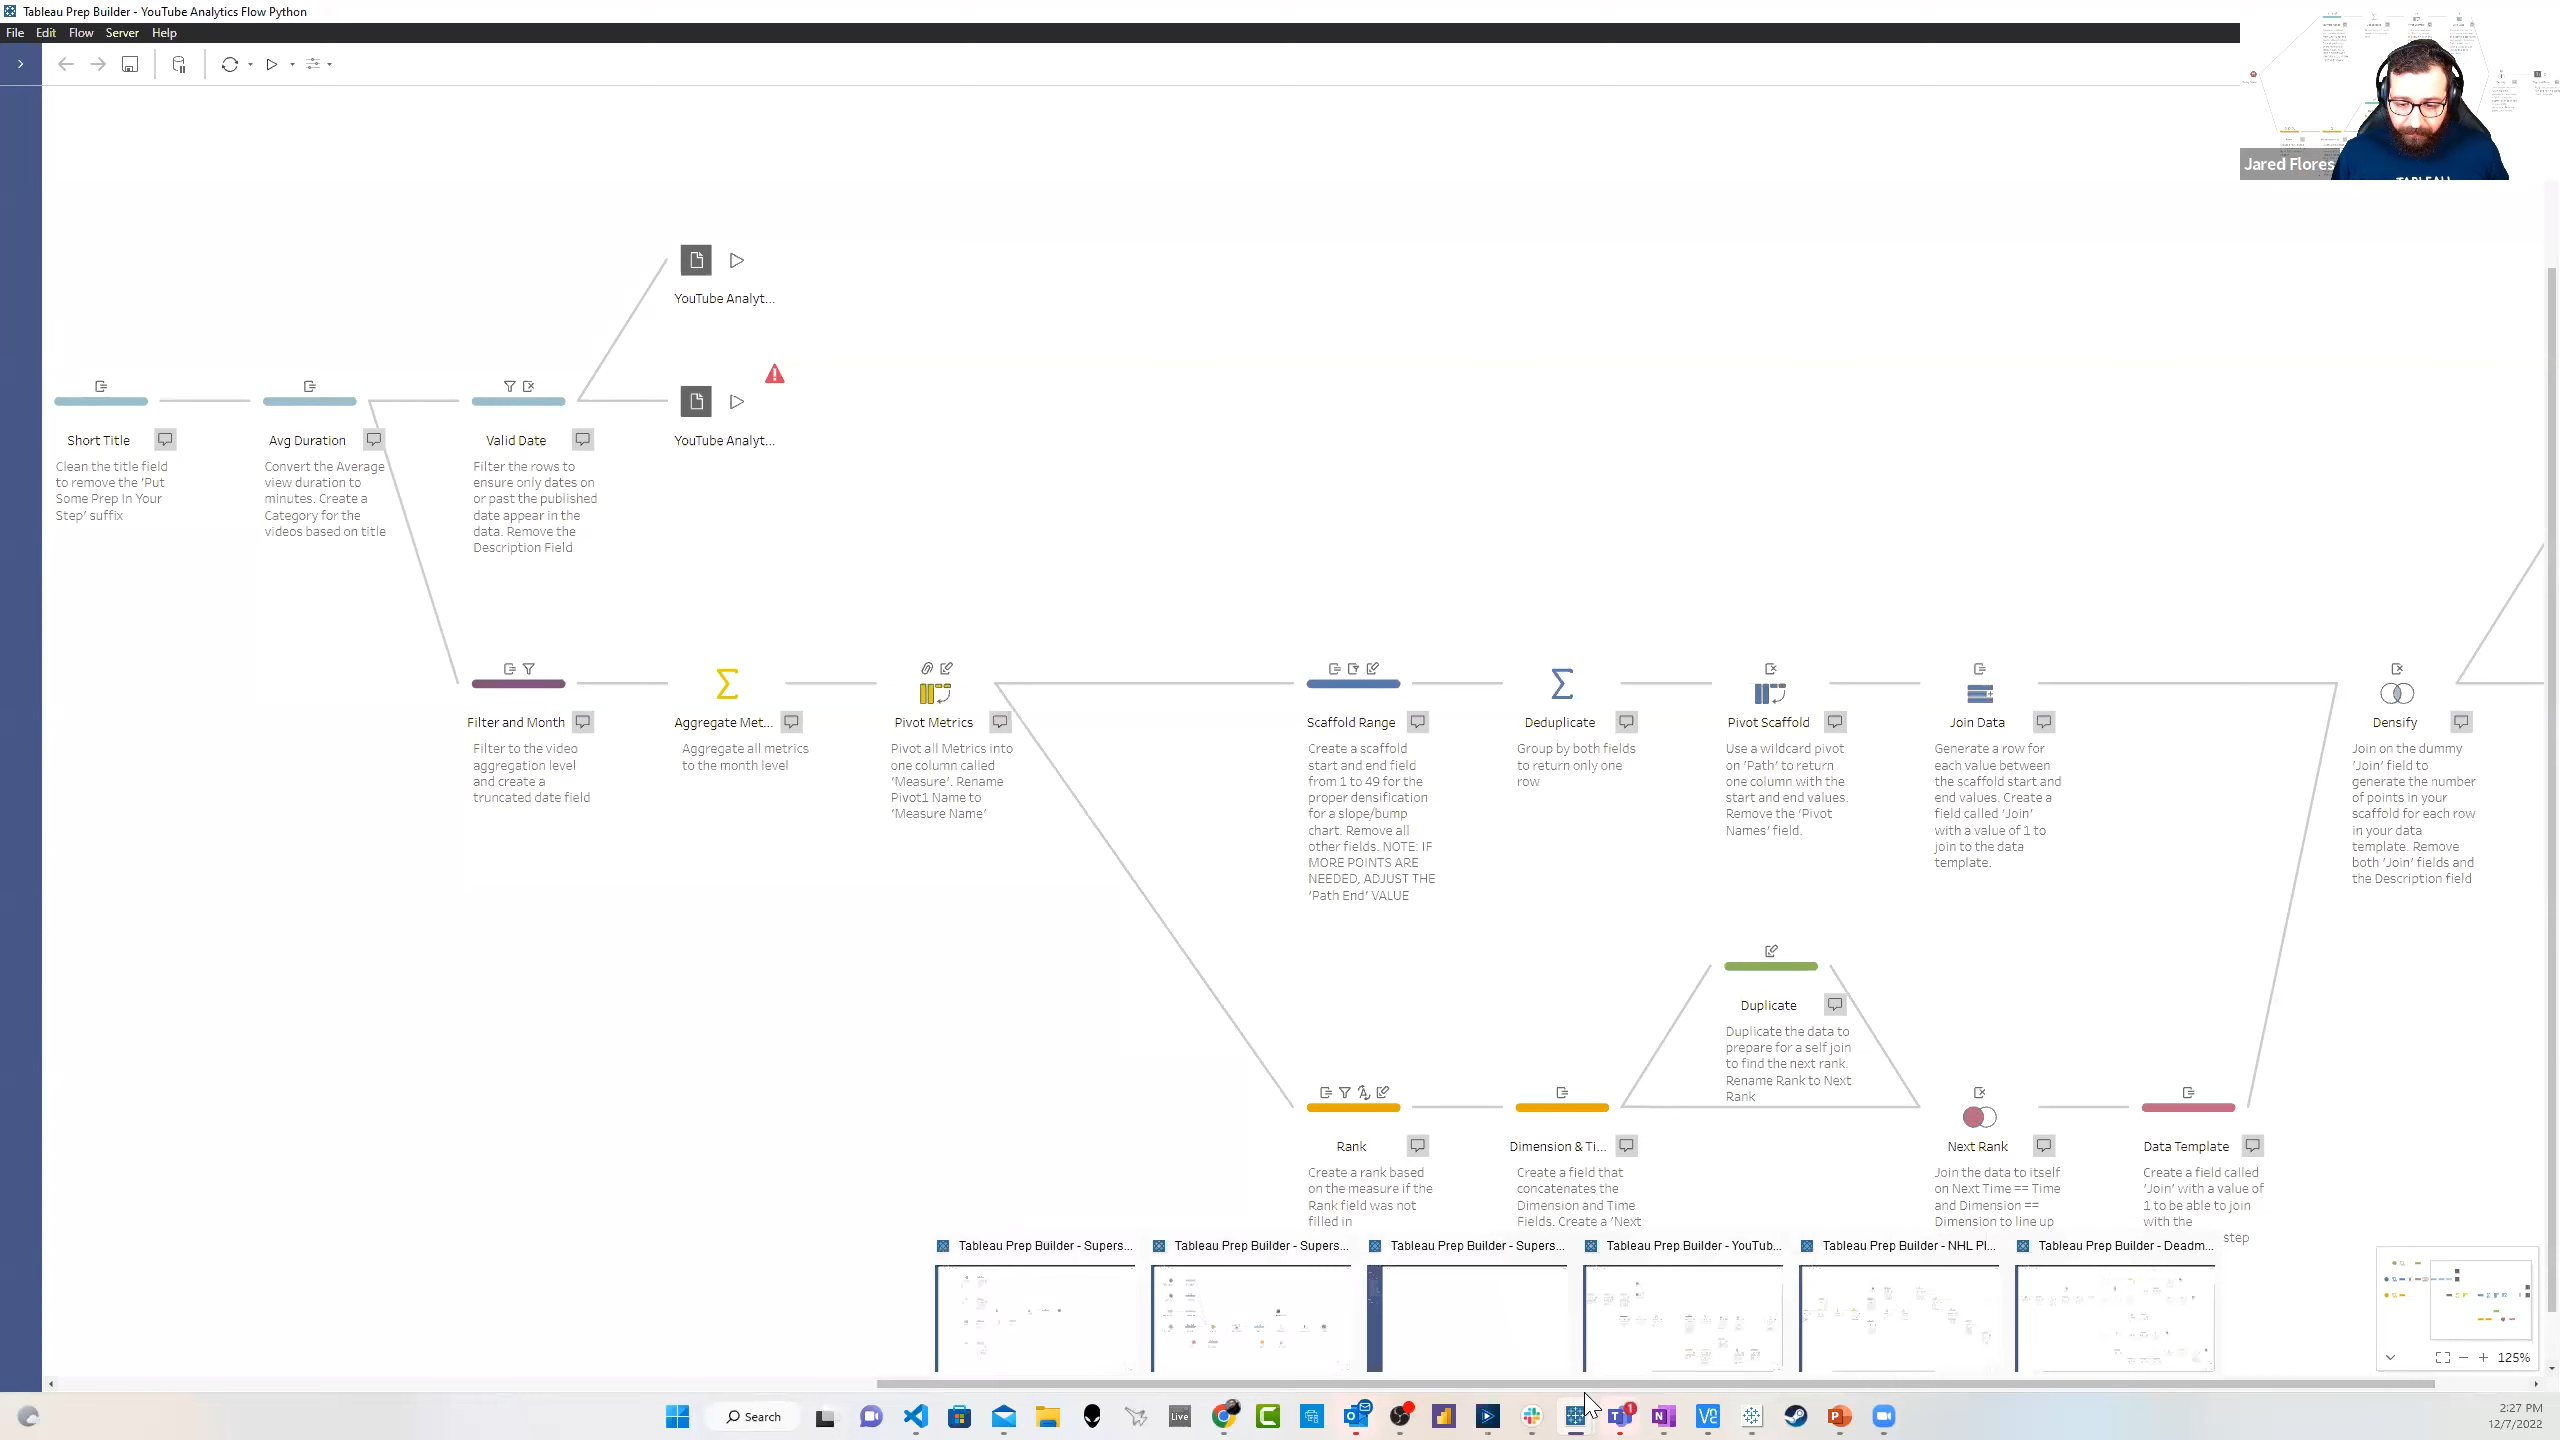 Tableau Prep Builder - YouTube Analytics Flow Python
File Edit Flow Server Help
Jared Flores
TABLEAU
YouTube Analyt...
YouTube Analyt...
Short Title
Clean the title field
to remove the 'Put
Some Prep In Your
Step' suffix
Avg Duration
Convert the Average
view duration to
minutes. Create a
Category for the
videos based on title
Valid Date
Filter the rows to
ensure only dates on
or past the published
date appear in the
data. Remove the
Description Field
Filter and Month
Filter to the video
aggregation level
and create a
truncated date field
Aggregate Met...
Aggregate all metrics
to the month level
Pivot Metrics
Pivot all Metrics into
one column called
'Measure'. Rename
Pivot1 Name to
'Measure Name'
Scaffold Range
Create a scaffold
start and end field
from 1 to 49 for the
proper densification
for a slope/bump
chart. Remove all
other fields. NOTE: IF
MORE POINTS ARE
NEEDED, ADJUST THE
'Path End' VALUE
Deduplicate
Group by both fields
to return only one
row
Pivot Scaffold
Use a wildcard pivot
on 'Path' to return
one column with the
start and end values.
Remove the 'Pivot
Names' field.
Join Data
Generate a row for
each value between
the scaffold start and
end values. Create a
field called 'Join'
with a value of 1 to
join to the data
template.
Densify
Join on the dummy
'Join' field to
generate the number
of points in your
scaffold for each row
in your data
template. Remove
both 'Join' fields and
the Description field
Duplicate
Duplicate the data to
prepare for a self join
to find the next rank.
Rename Rank to Next
Rank
Rank
Create a rank based
on the measure if the
Rank field was not
filled in
Dimension & Ti...
Create a field that
concatenates the
Dimension and Time
Fields. Create a 'Next
Next Rank
Join the data to itself
on Next Time == Time
and Dimension ==
Dimension to line up
Data Template
Create a field called
'Join' with a value of
1 to be able to join
with the
step
Tableau Prep Builder - Supers...
Tableau Prep Builder - Supers...
Tableau Prep Builder - Supers...
Tableau Prep Builder - YouTub...
Tableau Prep Builder - NHL Pl...
Tableau Prep Builder - Deadm...
125%
Search
Live
1
2:27 PM
12/7/2022